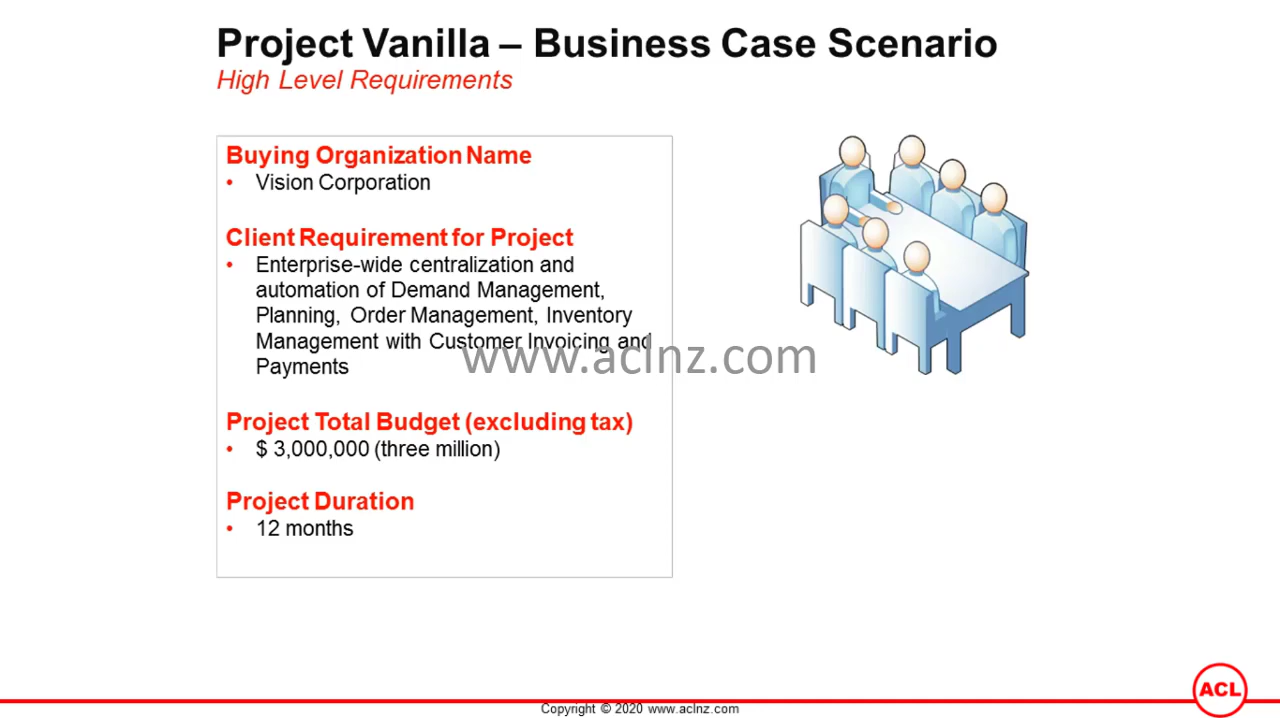 Project Vanilla – Business Case Scenario
High Level Requirements
Buying Organization Name
• Vision Corporation
Client Requirement for Project
• Enterprise-wide centralization and
automation of Demand Management,
Planning, Order Management, Inventory
Management with Customer Invoicing and
Payments
www.aclnz.com
Project Total Budget (excluding tax)
• $ 3,000,000 (three million)
Project Duration
• 12 months
ACL
Copyright © 2020 www.aclnz.com